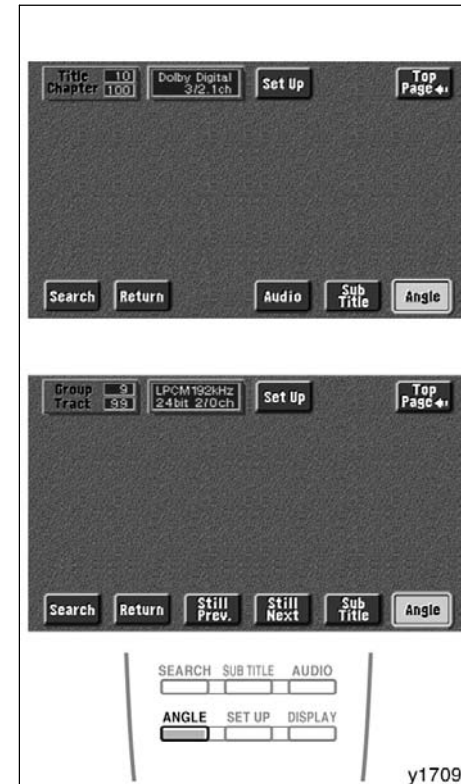 Title 10
Chapter 100
Dolby Digital
3/2.1ch
Set Up
Top
Page
Search
Return
Audio
Sub
Title
Angle
Group 9
Track 99
LPCM192kHz
24bit 2/0ch
Set Up
Top
Page
Search
Return
Still
Prev.
Still
Next
Sub
Title
Angle
SEARCH SUB TITLE AUDIO
ANGLE SET UP DISPLAY
y1709